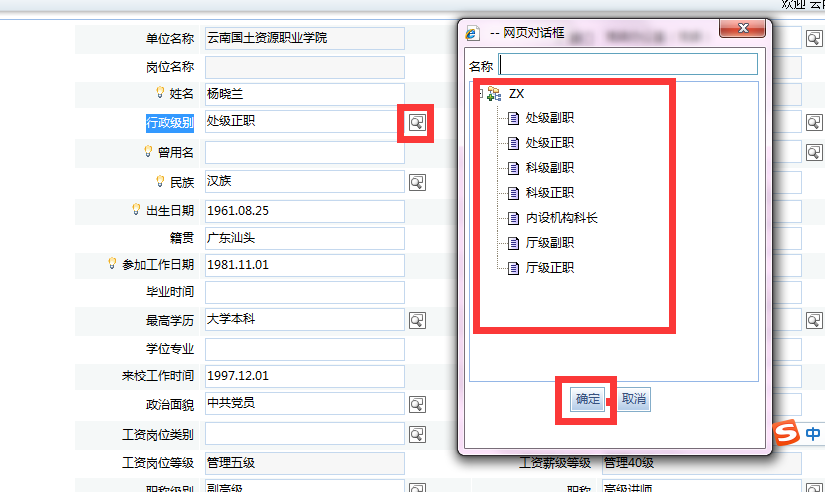 欢迎 云南
单位名称 云南国土资源职业学院
岗位名称
姓名 杨晓兰
行政级别 处级正职
曾用名
民族 汉族
出生日期 1961.08.25
籍贯 广东汕头
参加工作日期 1981.11.01
毕业时间
最高学历 大学本科
学位专业
来校工作时间 1997.12.01
政治面貌 中共党员
工资岗位类别
工资岗位等级 管理五级
工资薪级等级 管理40级
职称级别 副高级
职称 高级讲师
-- 网页对话框
名称
ZX
处级副职
处级正职
科级副职
科级正职
内设机构科长
厅级副职
厅级正职
确定 取消
S 中